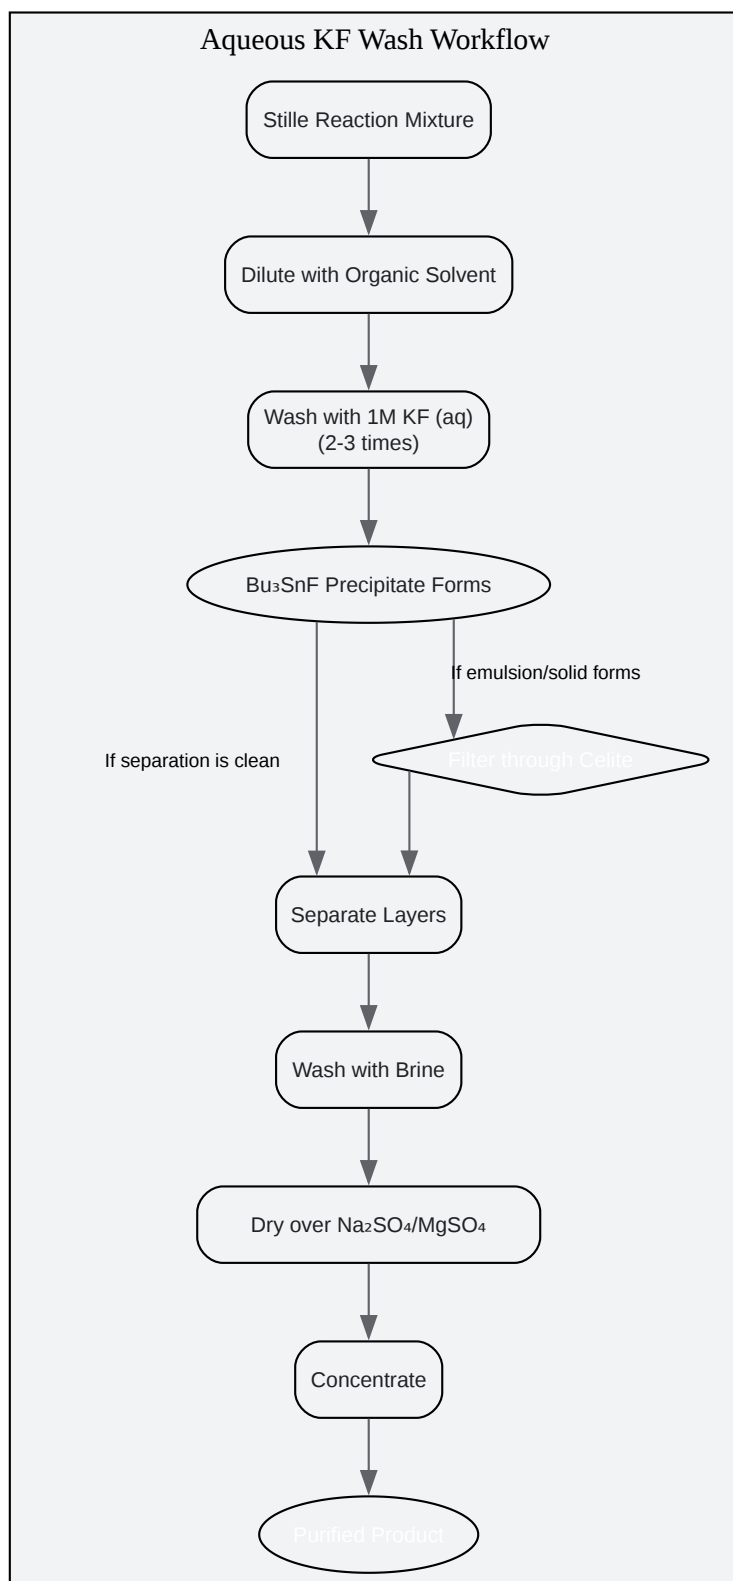 Aqueous KF Wash Workflow
Stille Reaction Mixture
Dilute with Organic Solvent
Wash with 1M KF (aq)
(2-3 times)
Bu₃SnF Precipitate Forms
If emulsion/solid forms
If separation is clean
Filter through Celite
Separate Layers
Wash with Brine
Dry over Na₂SO₄/MgSO₄
Concentrate
Purified Product